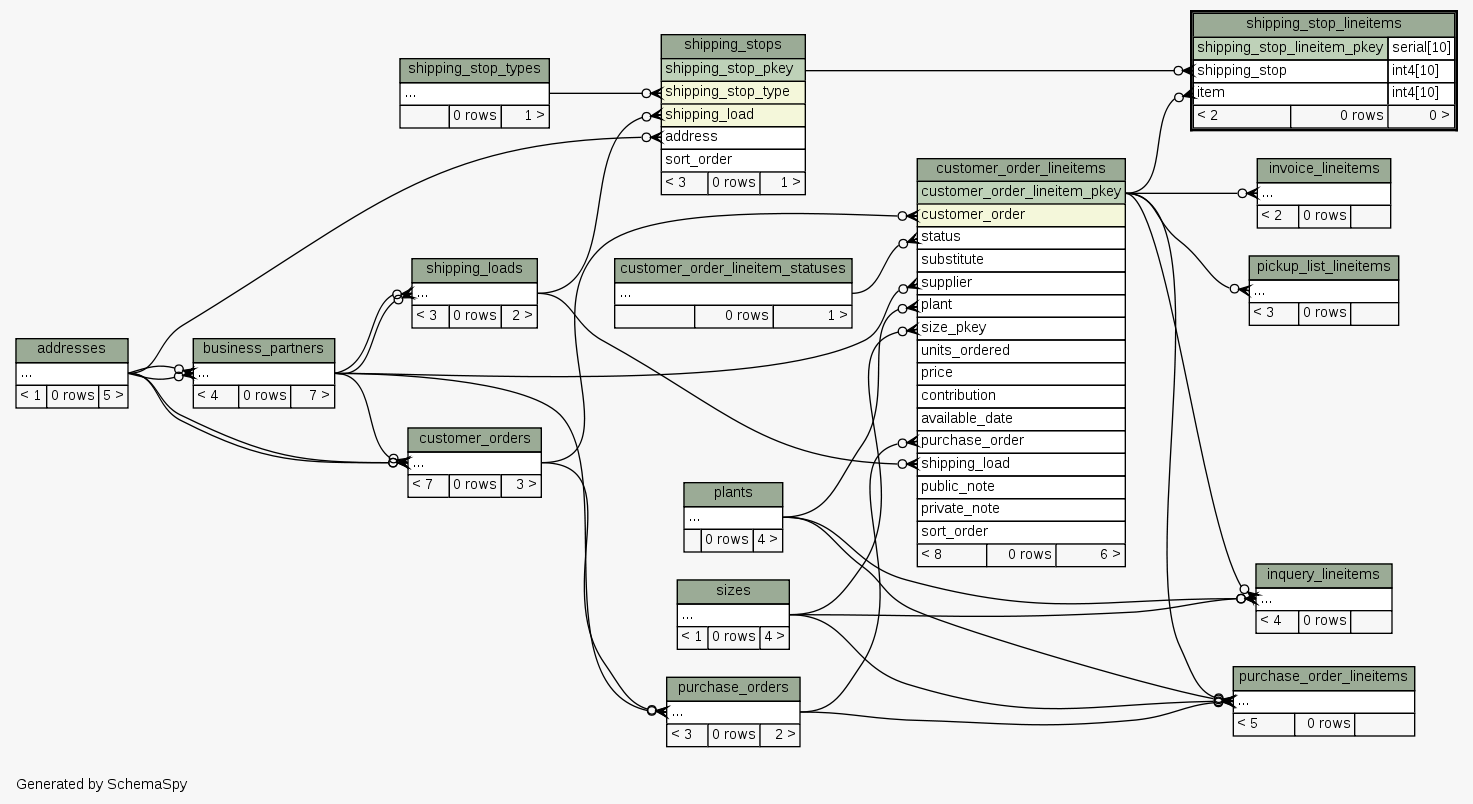 shipping_stop_lineitems
shipping_stop_lineitem_pkey serial[10]
shipping_stop int4[10]
item int4[10]
< 2 0 rows 0 >
shipping_stops
shipping_stop_pkey
shipping_stop_type
shipping_load
address
sort_order
< 3 0 rows 1 >
shipping_stop_types
...
0 rows 1 >
customer_order_lineitems
customer_order_lineitem_pkey
customer_order
status
substitute
supplier
plant
size_pkey
units_ordered
price
contribution
available_date
purchase_order
shipping_load
public_note
private_note
sort_order
< 8 0 rows 6 >
invoice_lineitems
...
< 2 0 rows
shipping_loads
...
< 3 0 rows 2 >
customer_order_lineitem_statuses
...
0 rows 1 >
pickup_list_lineitems
...
< 3 0 rows
addresses
...
< 1 0 rows 5 >
business_partners
...
< 4 0 rows 7 >
customer_orders
...
< 7 0 rows 3 >
plants
...
0 rows 4 >
sizes
...
< 1 0 rows 4 >
inquery_lineitems
...
< 4 0 rows
purchase_orders
...
< 3 0 rows 2 >
purchase_order_lineitems
...
< 5 0 rows
Generated by SchemaSpy